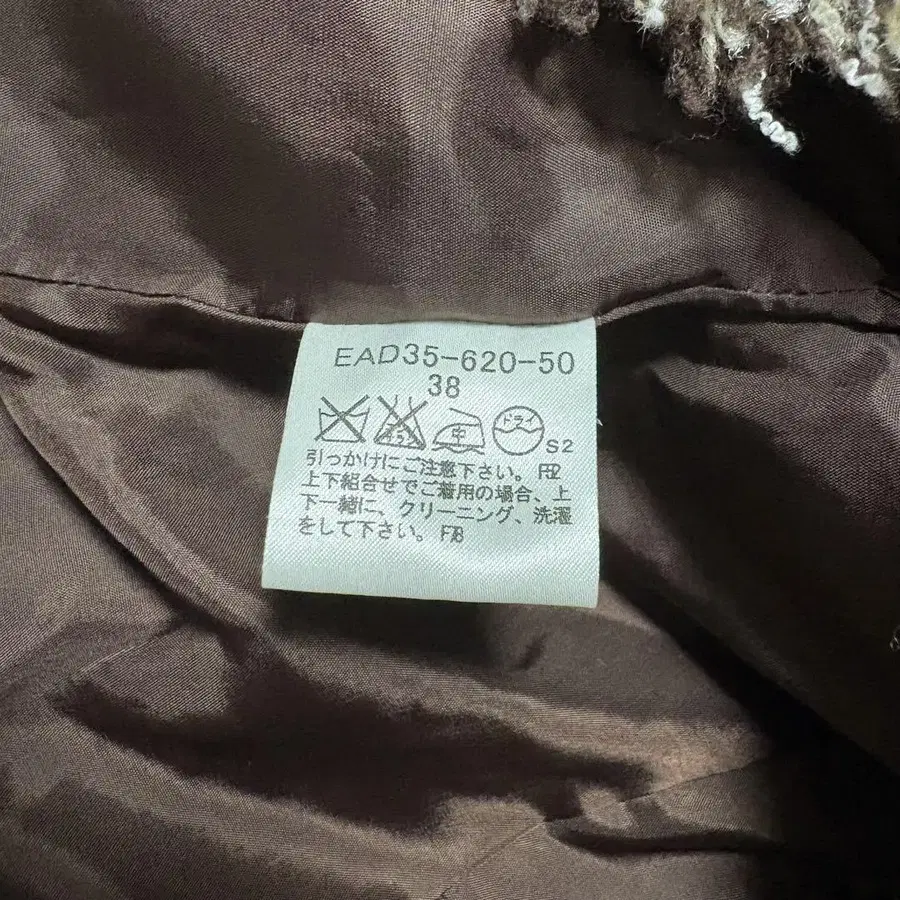 EAD35-620-50
38
中 ドライ S2
引っかけにご注意下さい。 F2
上下組合せでご着用の場合、上
下一緒に、クリーニング、洗濯
をして下さい。